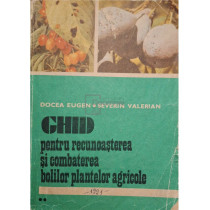 DOCEA EUGEN • SEVERIN VALERIAN
GHID
pentru recunoașterea
și combaterea
bolilor plantelor agricole